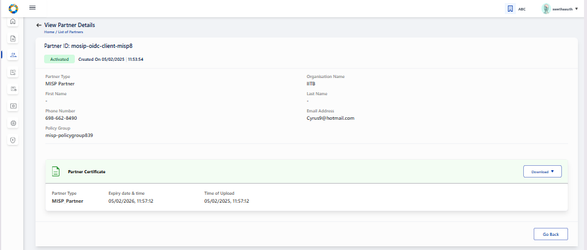 ABC
View Partner Details
Home / List of Partners
Partner ID: mosip-oidc-client-misp8
Activated Created On 05/02/2025 | 11:53:54
Partner Type Organisation Name
MISP Partner IITB
First Name Last Name
- -
Phone Number Email Address
698-662-8490 Cyrus9@hotmail.com
Policy Group
misp-policygroup839
Partner Certificate Download
Partner Type Expiry date & time Time of Upload
MISP Partner 05/02/2026, 11:57:12 05/02/2025, 11:57:12
Go Back